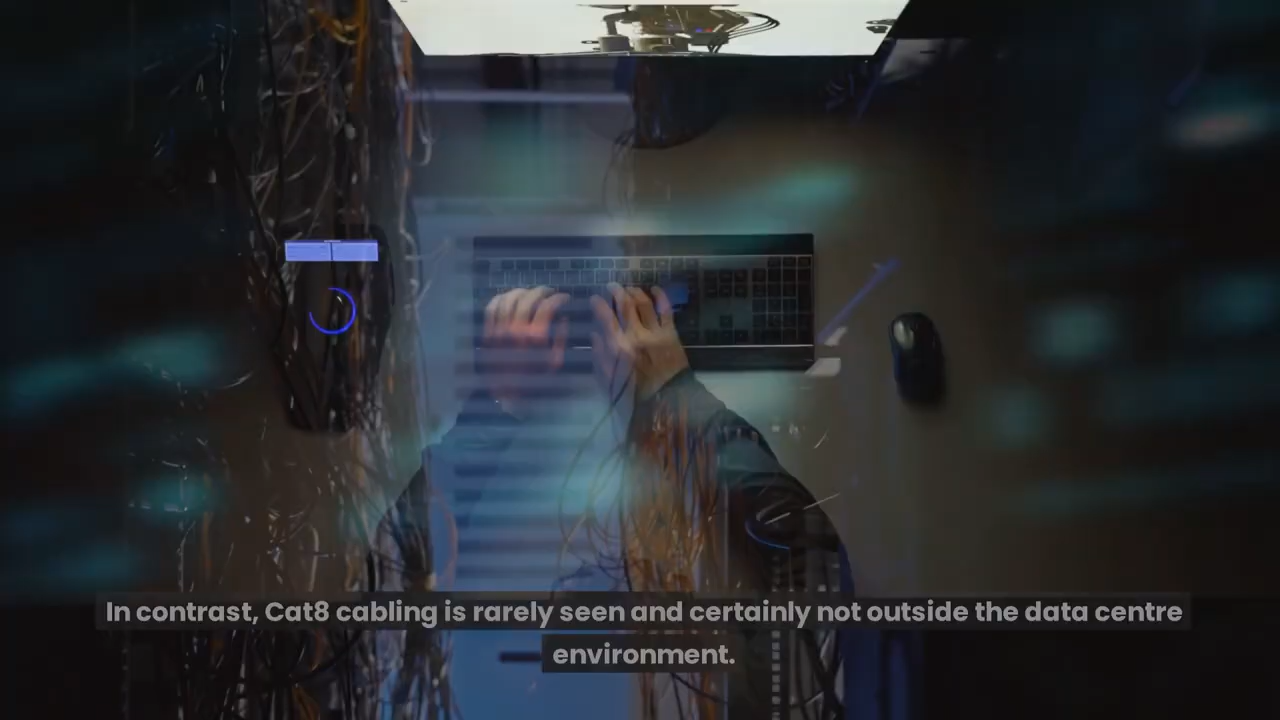 In contrast, Cat8 cabling is rarely seen and certainly not outside the data centre
environment.